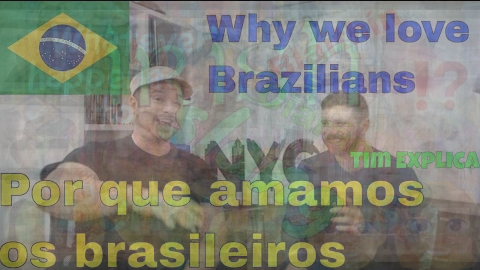 Why we love
Brazilians
!?
NYC
TIM EXPLICA
Por que amamos
os brasileiros